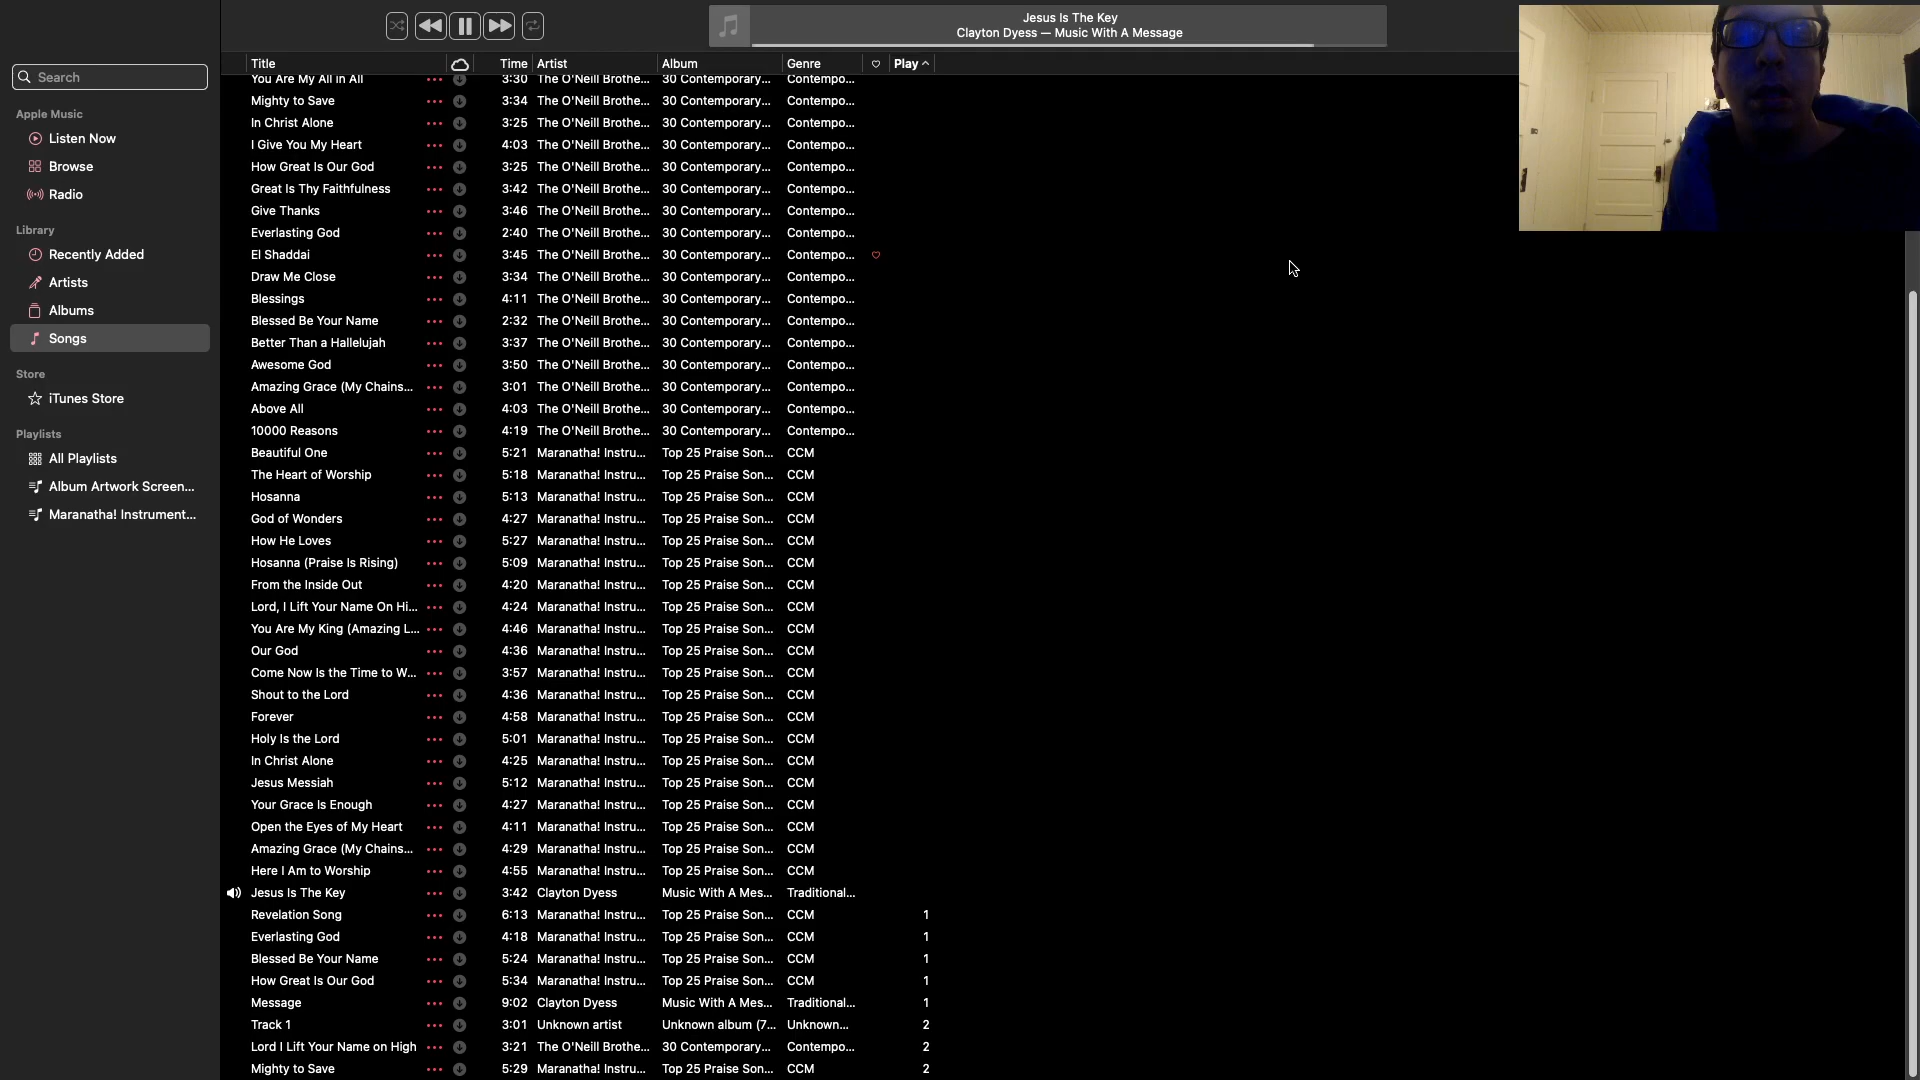 Jesus Is The Key
Clayton Dyess — Music With A Message
Search
Apple Music
Listen Now
Browse
Radio
Library
Recently Added
Artists
Albums
Songs
Store
iTunes Store
Playlists
All Playlists
Album Artwork Screen...
Maranatha! Instrument...
Title Time Artist Album Genre Play
You Are My All in All ... 3:30 The O'Neill Brothe... 30 Contemporary... Contempo...
Mighty to Save ... 3:34 The O'Neill Brothe... 30 Contemporary... Contempo...
In Christ Alone ... 3:25 The O'Neill Brothe... 30 Contemporary... Contempo...
I Give You My Heart ... 4:03 The O'Neill Brothe... 30 Contemporary... Contempo...
How Great Is Our God ... 3:25 The O'Neill Brothe... 30 Contemporary... Contempo...
Great Is Thy Faithfulness ... 3:42 The O'Neill Brothe... 30 Contemporary... Contempo...
Give Thanks ... 3:46 The O'Neill Brothe... 30 Contemporary... Contempo...
Everlasting God ... 2:40 The O'Neill Brothe... 30 Contemporary... Contempo...
El Shaddai ... 3:45 The O'Neill Brothe... 30 Contemporary... Contempo...
Draw Me Close ... 3:34 The O'Neill Brothe... 30 Contemporary... Contempo...
Blessings ... 4:11 The O'Neill Brothe... 30 Contemporary... Contempo...
Blessed Be Your Name ... 2:32 The O'Neill Brothe... 30 Contemporary... Contempo...
Better Than a Hallelujah ... 3:37 The O'Neill Brothe... 30 Contemporary... Contempo...
Awesome God ... 3:50 The O'Neill Brothe... 30 Contemporary... Contempo...
Amazing Grace (My Chains... ... 3:01 The O'Neill Brothe... 30 Contemporary... Contempo...
Above All ... 4:03 The O'Neill Brothe... 30 Contemporary... Contempo...
10000 Reasons ... 4:19 The O'Neill Brothe... 30 Contemporary... Contempo...
Beautiful One ... 5:21 Maranatha! Instru... Top 25 Praise Son... CCM
The Heart of Worship ... 5:18 Maranatha! Instru... Top 25 Praise Son... CCM
Hosanna ... 5:13 Maranatha! Instru... Top 25 Praise Son... CCM
God of Wonders ... 4:27 Maranatha! Instru... Top 25 Praise Son... CCM
How He Loves ... 5:27 Maranatha! Instru... Top 25 Praise Son... CCM
Hosanna (Praise Is Rising) ... 5:09 Maranatha! Instru... Top 25 Praise Son... CCM
From the Inside Out ... 4:20 Maranatha! Instru... Top 25 Praise Son... CCM
Lord, I Lift Your Name On Hi... ... 4:24 Maranatha! Instru... Top 25 Praise Son... CCM
You Are My King (Amazing L... ... 4:46 Maranatha! Instru... Top 25 Praise Son... CCM
Our God ... 4:36 Maranatha! Instru... Top 25 Praise Son... CCM
Come Now Is the Time to W... ... 3:57 Maranatha! Instru... Top 25 Praise Son... CCM
Shout to the Lord ... 4:36 Maranatha! Instru... Top 25 Praise Son... CCM
Forever ... 4:58 Maranatha! Instru... Top 25 Praise Son... CCM
Holy Is the Lord ... 5:01 Maranatha! Instru... Top 25 Praise Son... CCM
In Christ Alone ... 4:25 Maranatha! Instru... Top 25 Praise Son... CCM
Jesus Messiah ... 5:12 Maranatha! Instru... Top 25 Praise Son... CCM
Your Grace Is Enough ... 4:27 Maranatha! Instru... Top 25 Praise Son... CCM
Open the Eyes of My Heart ... 4:11 Maranatha! Instru... Top 25 Praise Son... CCM
Amazing Grace (My Chains... ... 4:29 Maranatha! Instru... Top 25 Praise Son... CCM
Here I Am to Worship ... 4:55 Maranatha! Instru... Top 25 Praise Son... CCM
Jesus Is The Key ... 3:42 Clayton Dyess Music With A Mes... Traditional...
Revelation Song ... 6:13 Maranatha! Instru... Top 25 Praise Son... CCM 1
Everlasting God ... 4:18 Maranatha! Instru... Top 25 Praise Son... CCM 1
Blessed Be Your Name ... 5:24 Maranatha! Instru... Top 25 Praise Son... CCM 1
How Great Is Our God ... 5:34 Maranatha! Instru... Top 25 Praise Son... CCM 1
Message ... 9:02 Clayton Dyess Music With A Mes... Traditional... 1
Track 1 ... 3:01 Unknown artist Unknown album (7... Unknown... 2
Lord I Lift Your Name on High ... 3:21 The O'Neill Brothe... 30 Contemporary... Contempo... 2
Mighty to Save ... 5:29 Maranatha! Instru... Top 25 Praise Son... CCM 2